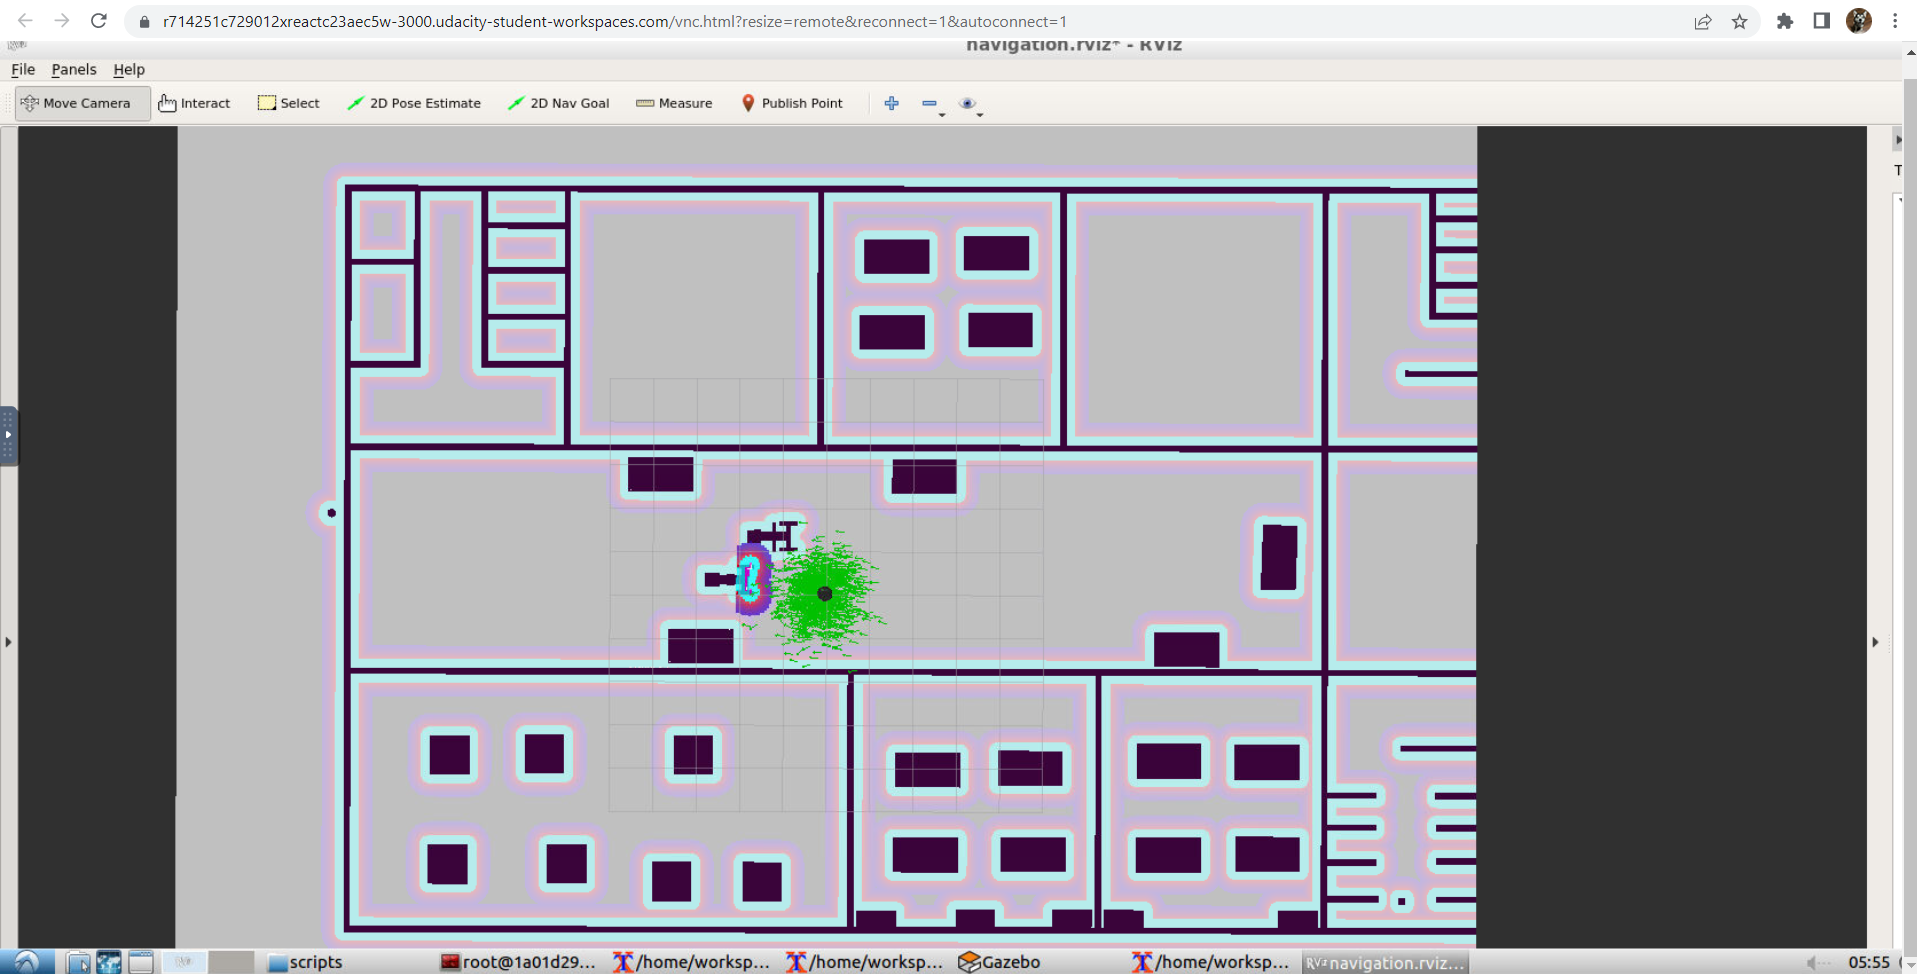 r714251c729012xreactc23aec5w-3000.udacity-student-workspaces.com/vnc.html?resize=remote&reconnect=1&autoconnect=1
navigation.rviz* - RViz
File Panels Help
Move Camera Interact Select 2D Pose Estimate 2D Nav Goal Measure Publish Point
T
scripts root@1a01d29... /home/worksp... /home/worksp... Gazebo /home/worksp... RViz navigation.rviz... 05:55